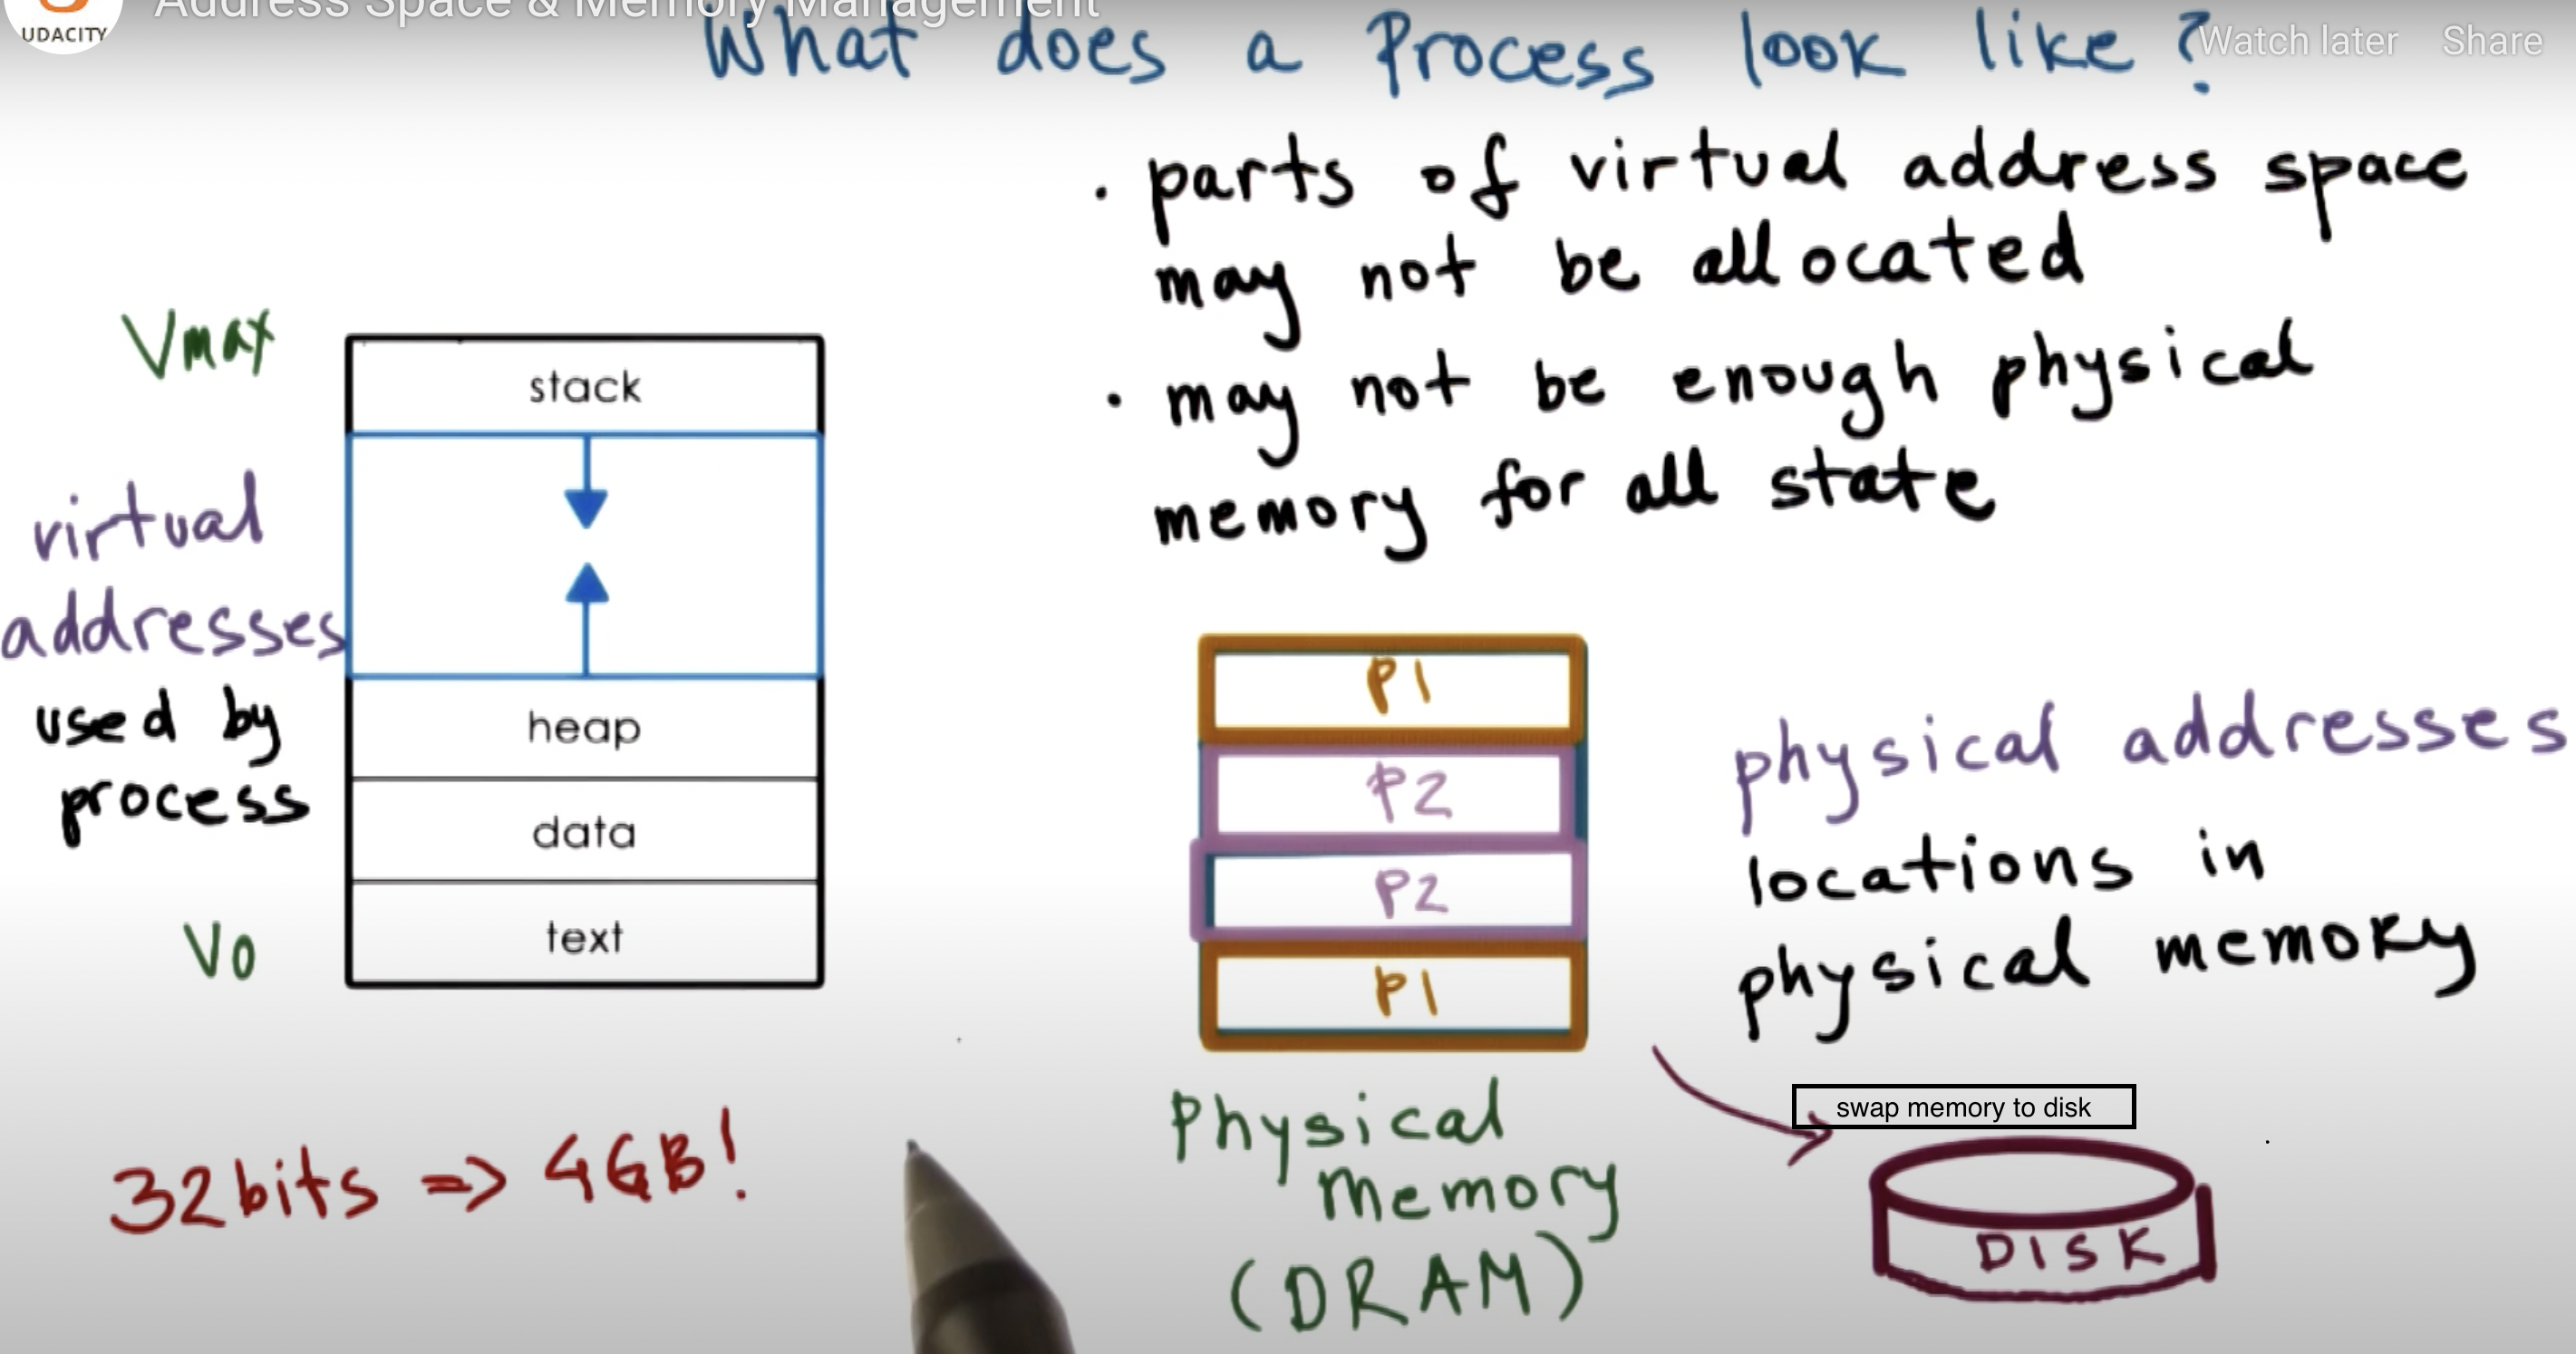 Address Space & Memory Management
UDACITY
Watch later
Share
What does a Process look like?
• parts of virtual address space
may not be allocated
• may not be enough physical
memory for all state
Vmax
virtual
addresses
used by
process
V0
stack
heap
data
text
32bits => 4GB!
P1
P2
P2
P1
Physical
Memory
(DRAM)
physical addresses
locations in
physical memory
swap memory to disk
DISK